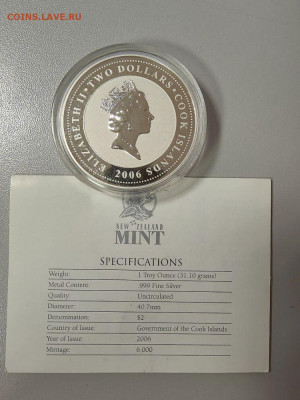 COINS.LAVE.RU
ELIZABETH II • TWO DOLLARS • COOK ISLANDS
2006
NEW ZEALAND
MINT
SPECIFICATIONS
Weight: 1 Troy Ounce (31.10 grams)
Metal Content: .999 Fine Silver
Quality: Uncirculated
Diameter: 40.7mm
Denomination: $2
Country of Issue: Government of the Cook Islands
Year of Issue: 2006
Mintage: 6,000